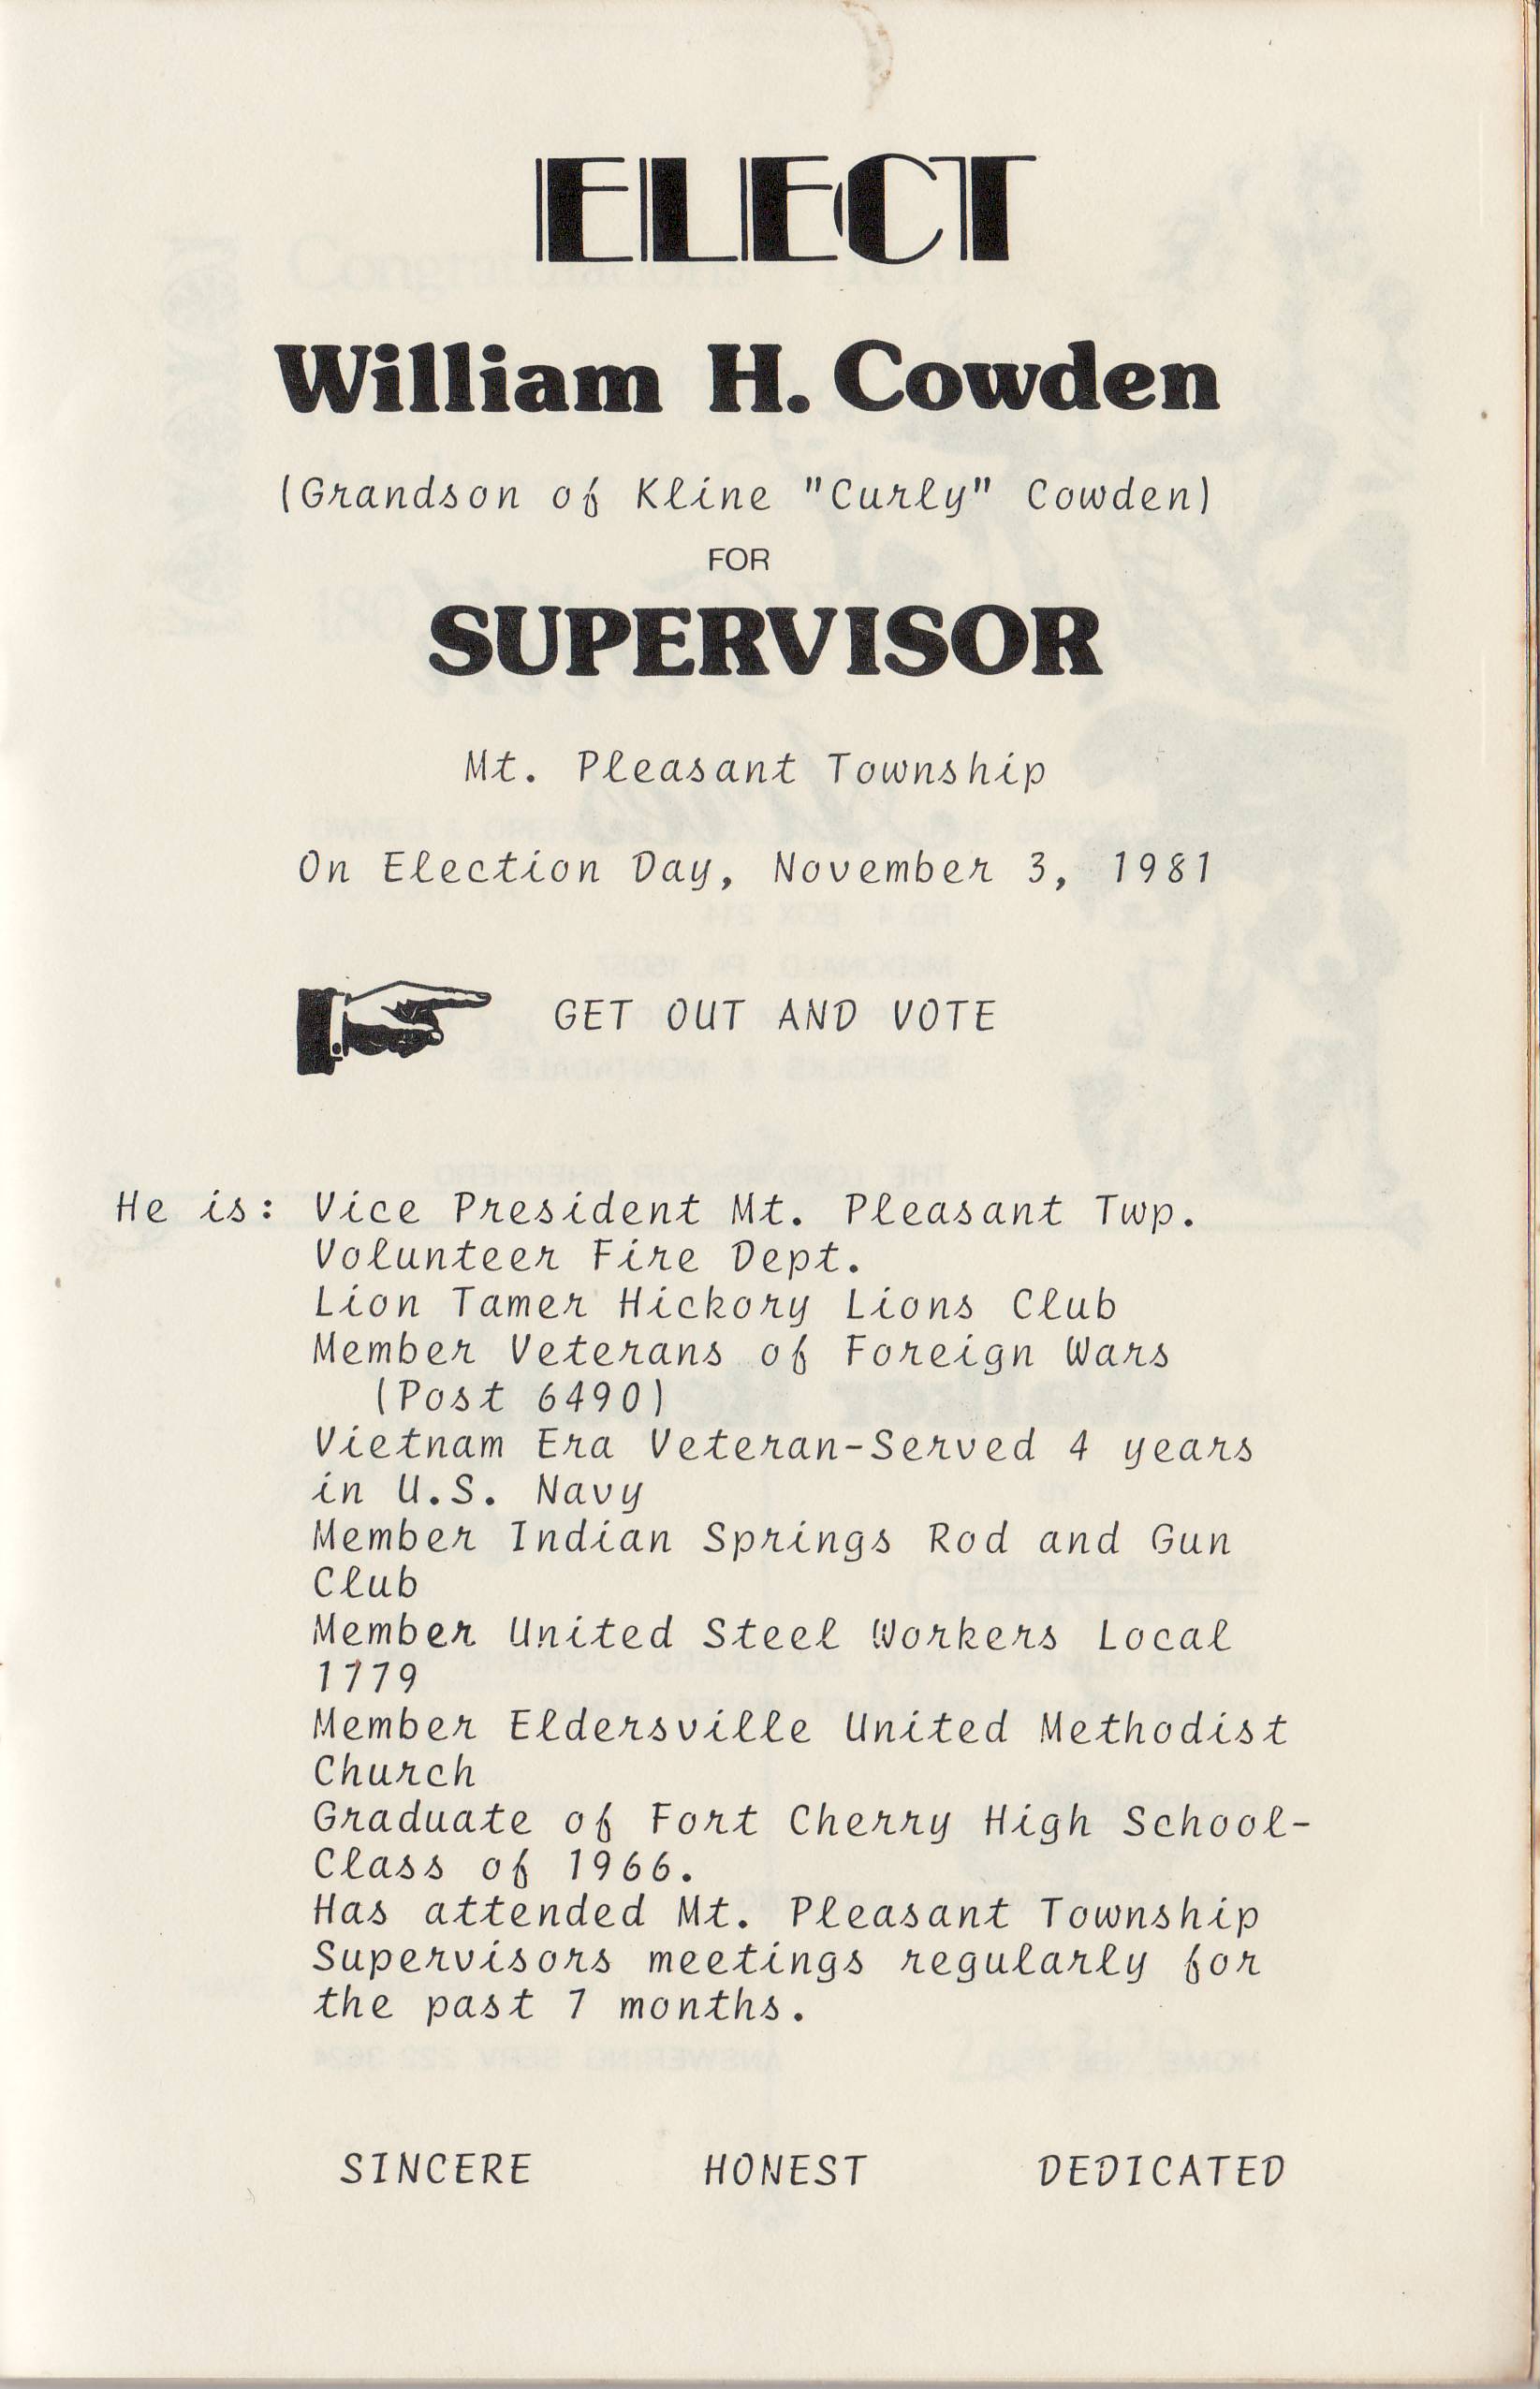 ELECT
William H. Cowden
(Grandson of Kline "Curly" Cowden)
FOR
SUPERVISOR
Mt. Pleasant Township
On Election Day, November 3, 1981
GET OUT AND VOTE
He is: Vice President Mt. Pleasant Twp.
Volunteer Fire Dept.
Lion Tamer Hickory Lions Club
Member Veterans of Foreign Wars
(Post 6490)
Vietnam Era Veteran-Served 4 years
in U.S. Navy
Member Indian Springs Rod and Gun
Club
Member United Steel Workers Local
1779
Member Eldersville United Methodist
Church
Graduate of Fort Cherry High School-
Class of 1966.
Has attended Mt. Pleasant Township
Supervisors meetings regularly for
the past 7 months.
SINCERE HONEST DEDICATED